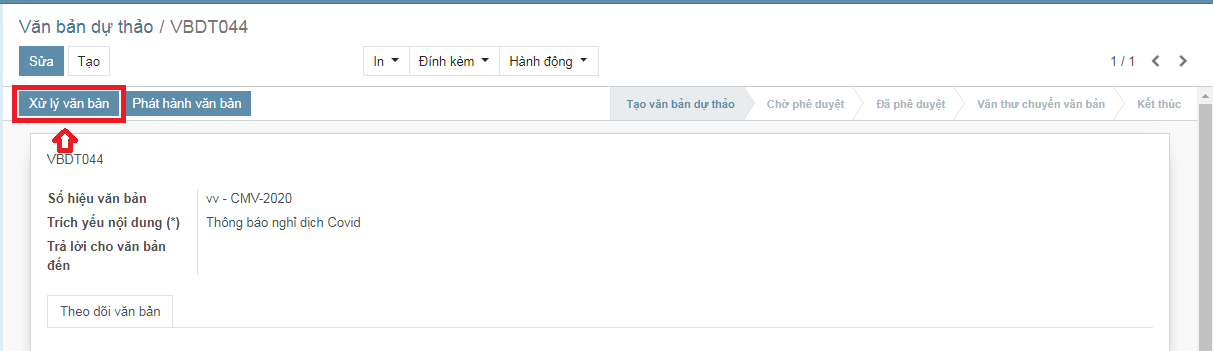 Văn bản dự thảo / VBDT044
Sửa Tạo In Đính kèm Hành động 1 / 1
Xử lý văn bản Phát hành văn bản Tạo văn bản dự thảo Chờ phê duyệt Đã phê duyệt Văn thư chuyển văn bản Kết thúc
VBDT044
Số hiệu văn bản vv - CMV-2020
Trích yếu nội dung (*) Thông báo nghỉ dịch Covid
Trả lời cho văn bản
đến
Theo dõi văn bản